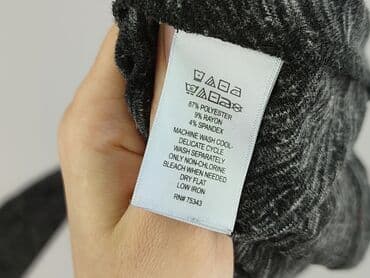 87% POLYESTER
9% RAYON
4% SPANDEX
MACHINE WASH COOL-
DELICATE CYCLE
WASH SEPARATELY
ONLY NON-CHLORINE
BLEACH WHEN NEEDED
DRY FLAT
LOW IRON
RN# 75343